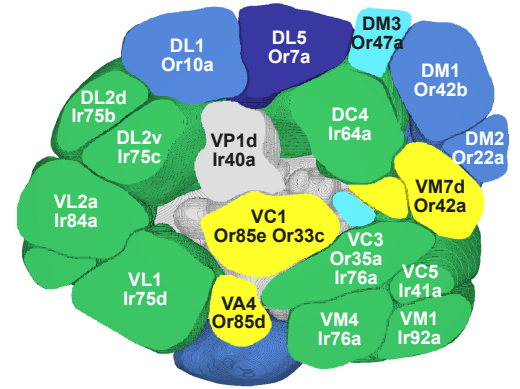 DL1
Or10a
DL5
Or7a
DM3
Or47a
DM1
Or42b
DL2d
Ir75b
DL2v
Ir75c
VP1d
Ir40a
DC4
Ir64a
DM2
Or22a
VL2a
Ir84a
VM7d
Or42a
VC1
Or85e Or33c
VC3
Or35a
Ir76a
VC5
Ir41a
VL1
Ir75d
VA4
Or85d
VM4
Ir76a
VM1
Ir92a